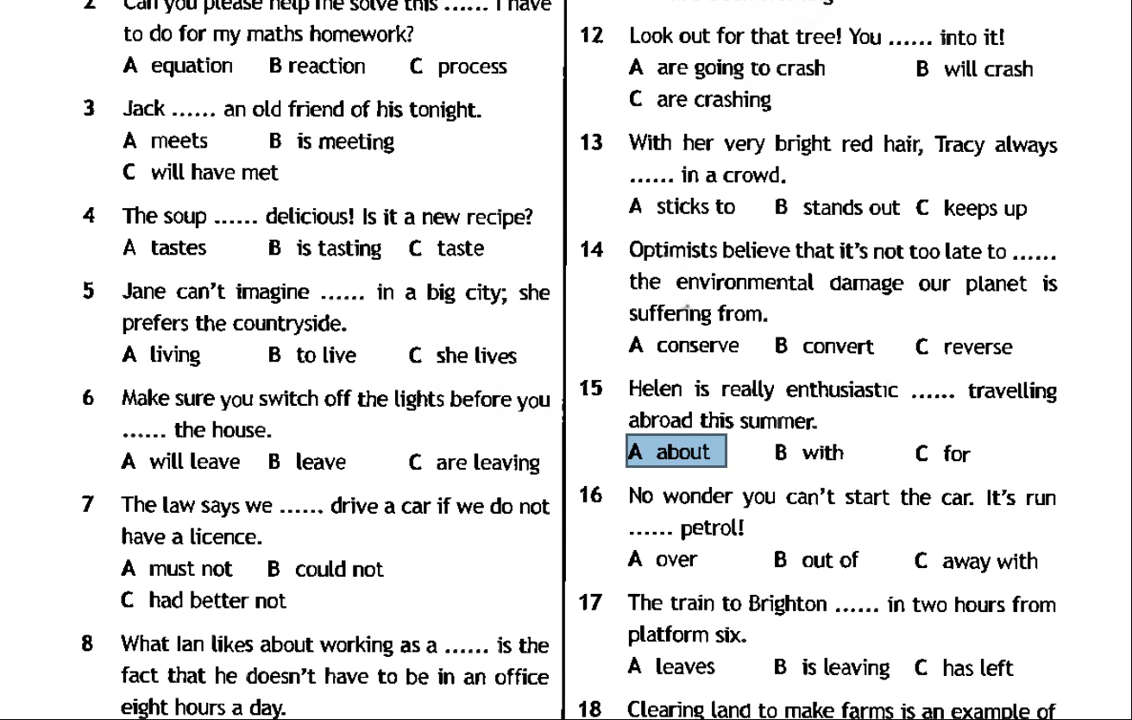 2 Can you please help me solve this ...... I have
to do for my maths homework?
A equation B reaction C process
3 Jack ...... an old friend of his tonight.
A meets B is meeting
C will have met
4 The soup ...... delicious! Is it a new recipe?
A tastes B is tasting C taste
5 Jane can't imagine ...... in a big city; she
prefers the countryside.
A living B to live C she lives
6 Make sure you switch off the lights before you
...... the house.
A will leave B leave C are leaving
7 The law says we ...... drive a car if we do not
have a licence.
A must not B could not
C had better not
8 What Ian likes about working as a ...... is the
fact that he doesn't have to be in an office
eight hours a day.
12 Look out for that tree! You ...... into it!
A are going to crash B will crash
C are crashing
13 With her very bright red hair, Tracy always
...... in a crowd.
A sticks to B stands out C keeps up
14 Optimists believe that it's not too late to ......
the environmental damage our planet is
suffering from.
A conserve B convert C reverse
15 Helen is really enthusiastic ...... travelling
abroad this summer.
A about B with C for
16 No wonder you can't start the car. It's run
...... petrol!
A over B out of C away with
17 The train to Brighton ...... in two hours from
platform six.
A leaves B is leaving C has left
18 Clearing land to make farms is an example of